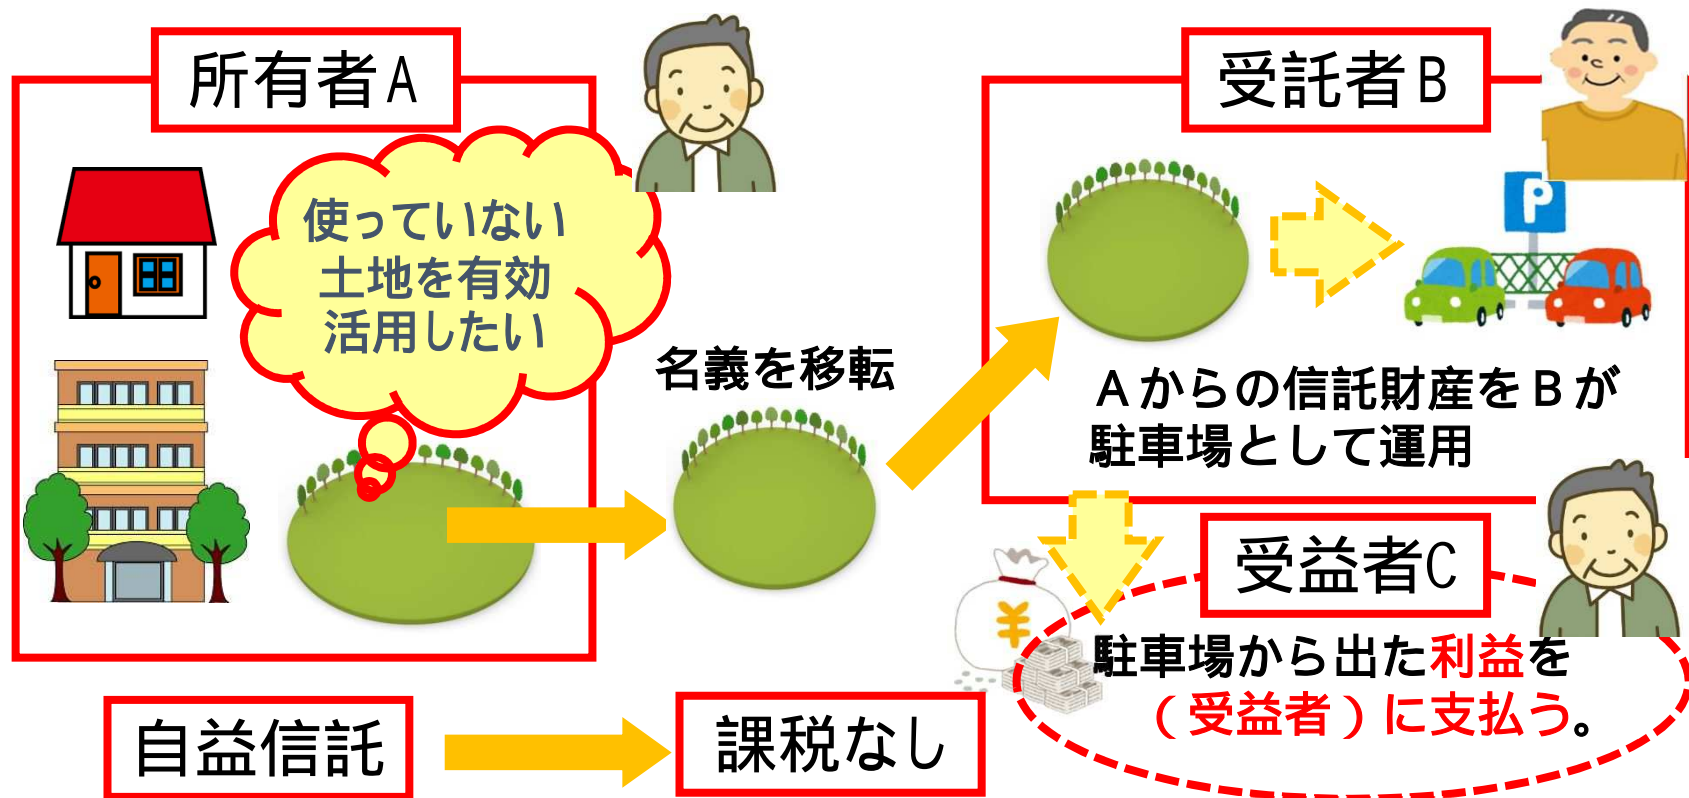 所有者A
受託者B
使っていない
土地を有効
活用したい
P
名義を移転
Aからの信託財産をBが
駐車場として運用
受益者C
¥
駐車場から出た利益を
(受益者)に支払う。
自益信託
課税なし